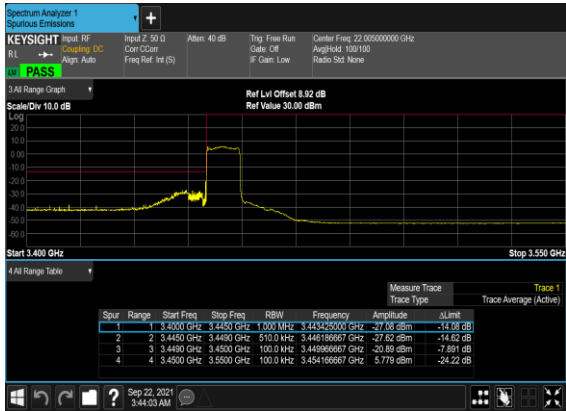 Spectrum Analyzer 1
Spurious Emissions
KEYSIGHT Input: RF Input Z: 50 Ω Atten: 40 dB Trig: Free Run Center Freq: 22.005000000 GHz
RL Coupling: DC Corr CCorr Gate: Off Avg|Hold: 100/100
Align: Auto Freq Ref: Int (S) IF Gain: Low Radio Std: None
PASS
3 All Range Graph
Ref Lvl Offset 8.92 dB
Scale/Div 10.0 dB Ref Value 30.00 dBm
Log
20.0
10.0
0.00
-10.0
-20.0
-30.0
-40.0
-50.0
-60.0
Start 3.400 GHz Stop 3.550 GHz
4 All Range Table
Measure Trace Trace 1
Trace Type Trace Average (Active)
Spur Range Start Freq Stop Freq RBW Frequency Amplitude ΔLimit
1 1 3.4000 GHz 3.4450 GHz 1.000 MHz 3.443425000 GHz -27.08 dBm -14.08 dB
2 2 3.4450 GHz 3.4490 GHz 510.0 kHz 3.446186667 GHz -27.62 dBm -14.62 dB
3 3 3.4490 GHz 3.4500 GHz 100.0 kHz 3.449966667 GHz -20.89 dBm -7.891 dB
4 4 3.4500 GHz 3.5500 GHz 100.0 kHz 3.454166667 GHz 5.779 dBm -24.22 dB
Sep 22, 2021
3:44:03 AM